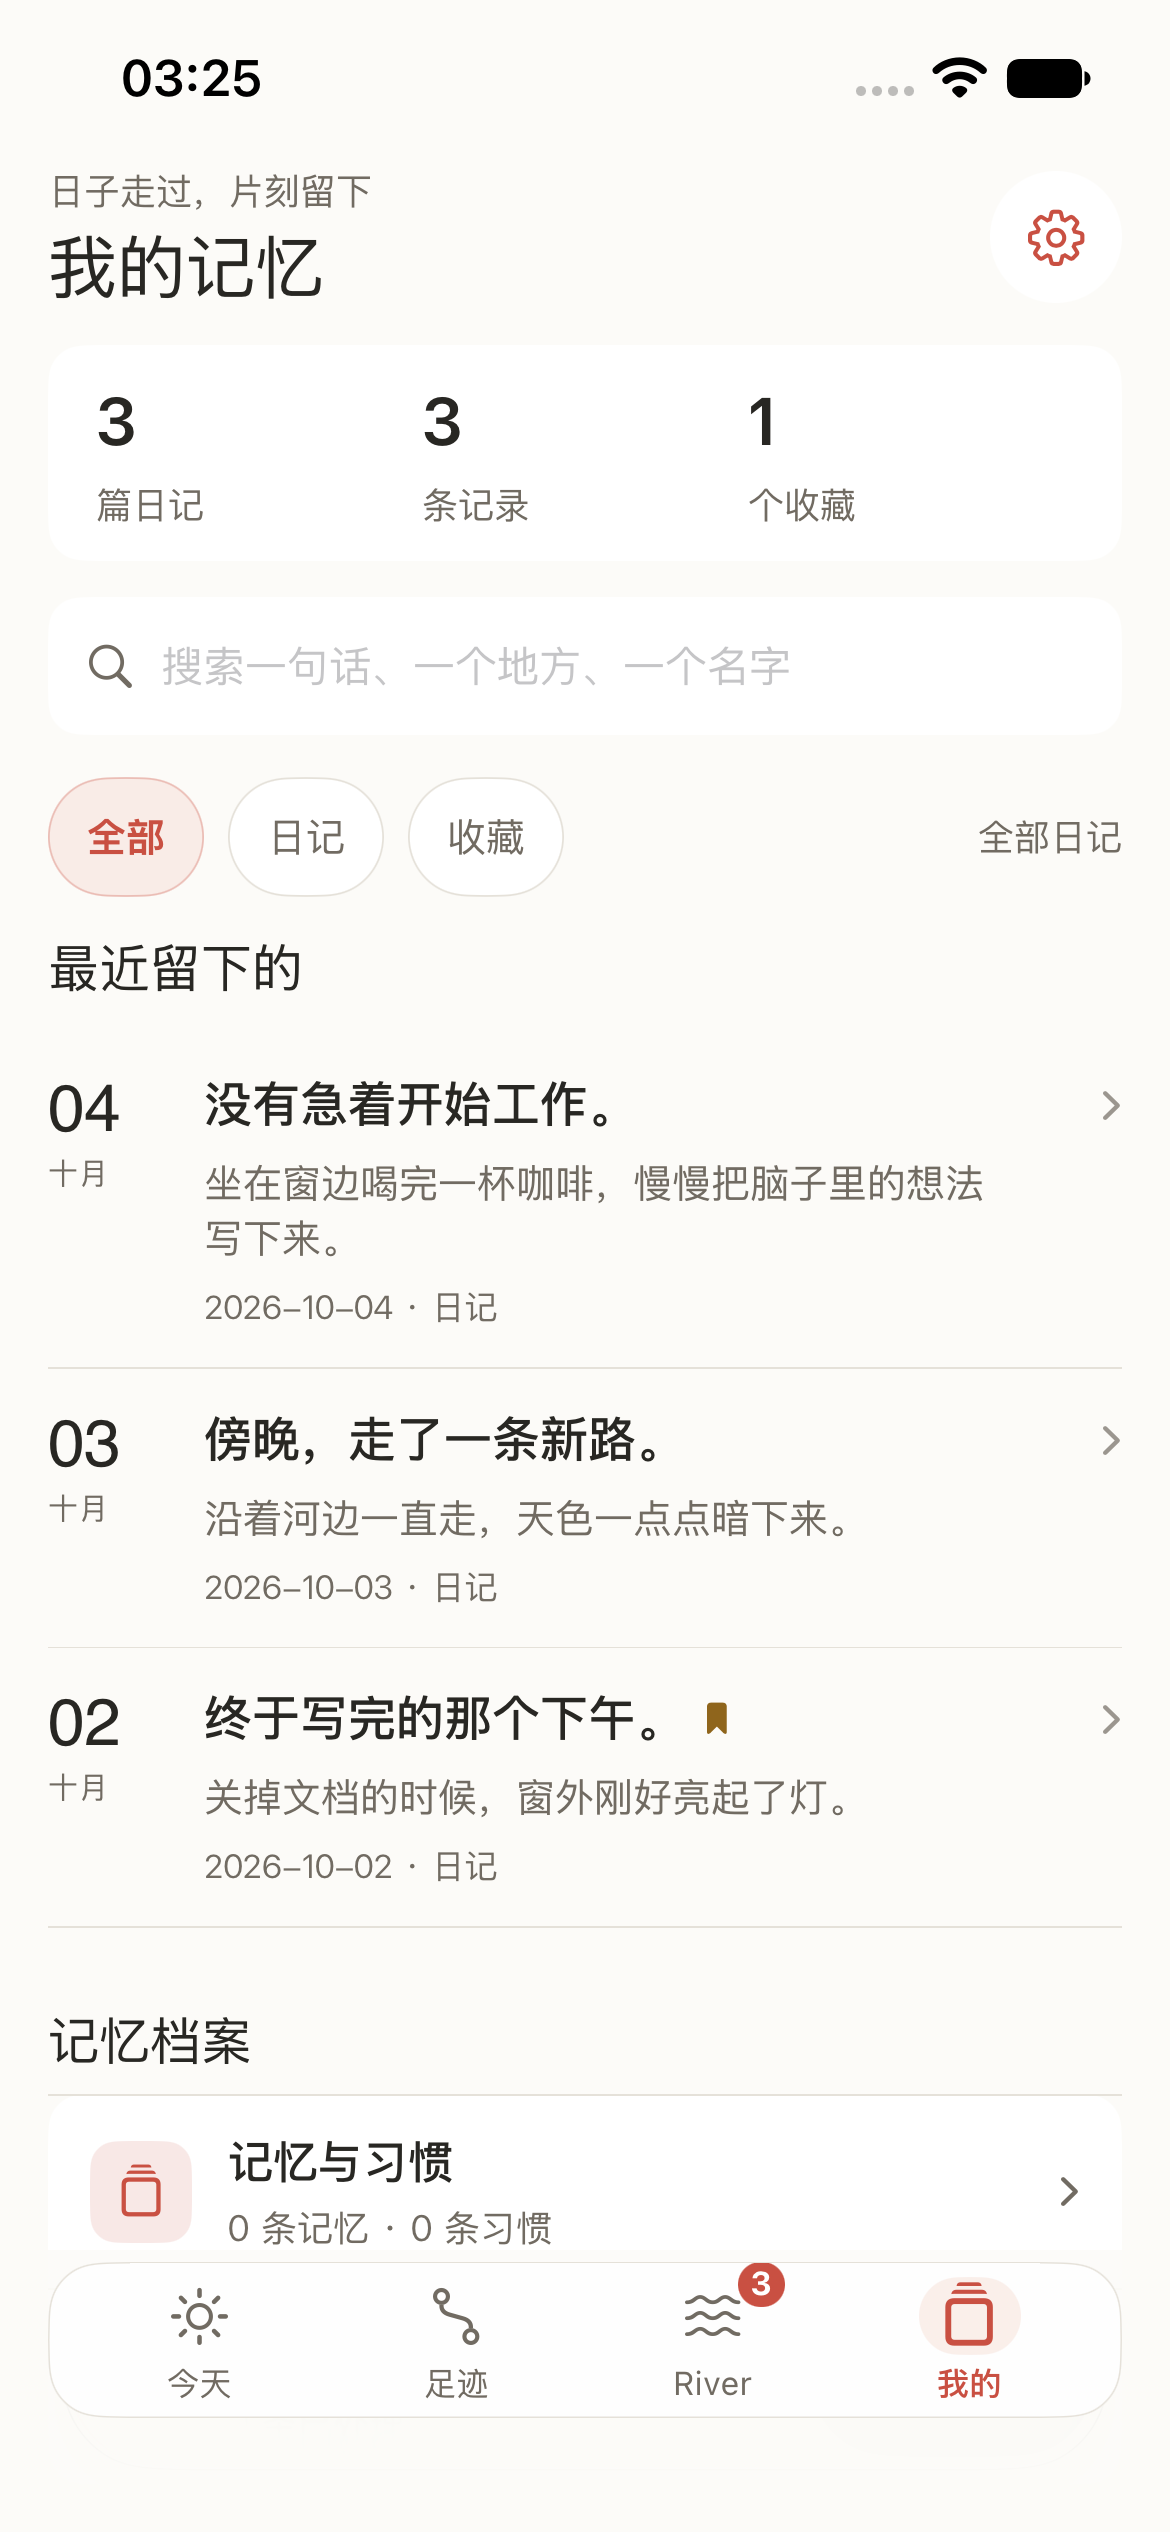 03:25
日子走过，片刻留下
我的记忆
3
3
1
篇日记
条记录
个收藏
搜索一句话、一个地方、一个名字
全部
日记
收藏
全部日记
最近留下的
04
十月
没有急着开始工作。
坐在窗边喝完一杯咖啡，慢慢把脑子里的想法
写下来。
2026-10-04 · 日记
03
十月
傍晚，走了一条新路。
沿着河边一直走，天色一点点暗下来。
2026-10-03 · 日记
02
十月
终于写完的那个下午。
关掉文档的时候，窗外刚好亮起了灯。
2026-10-02 · 日记
记忆档案
记忆与习惯
0 条记忆 · 0 条习惯
3
今天
足迹
River
我的